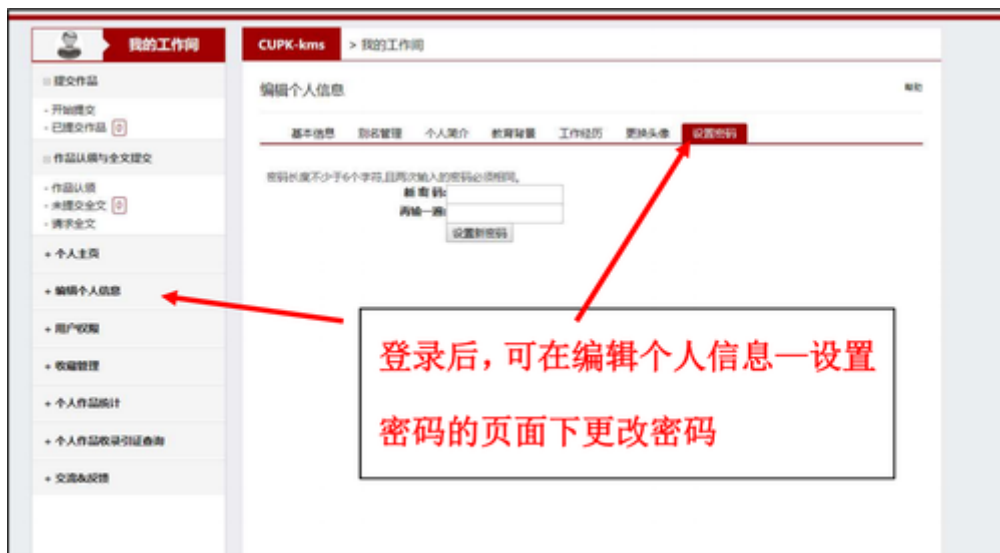 我的工作间
CUPK-kms > 我的工作间
提交作品
- 开始提交
- 已提交作品 0
作品认领与全文提交
- 作品认领
- 未提交全文 0
- 请求全文
+ 个人主页
+ 编辑个人信息
+ 用户权限
+ 收藏管理
+ 个人作品统计
+ 个人作品收录引证查询
+ 交流&反馈
编辑个人信息
帮助
基本信息 别名管理 个人简介 教育背景 工作经历 更换头像 设置密码
密码长度不少于6个字符,且两次输入的密码必须相同。
新 密 码:
再输一遍:
设置新密码
登录后，可在编辑个人信息—设置
密码的页面下更改密码